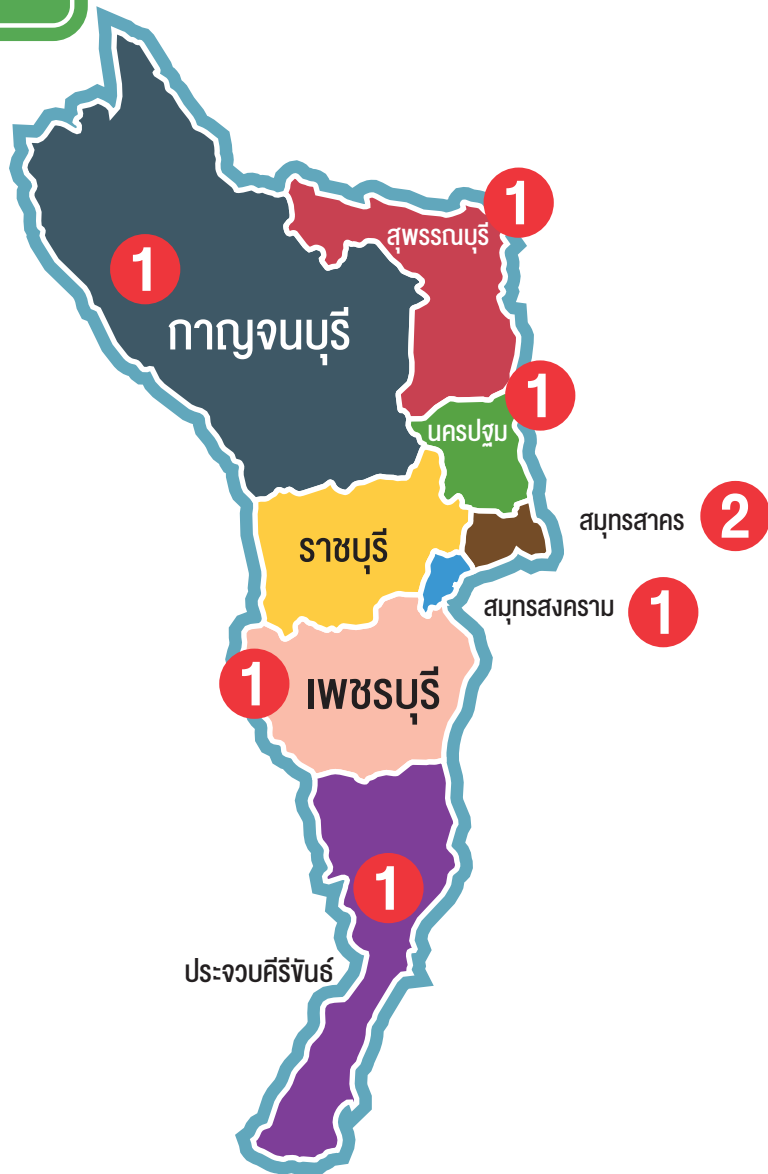 1
สุพรรณบุรี
1
กาญจนบุรี
1
นครปฐม
สมุทรสาคร 2
ราชบุรี
สมุทรสงคราม 1
1 เพชรบุรี
1
ประจวบคีรีขันธ์